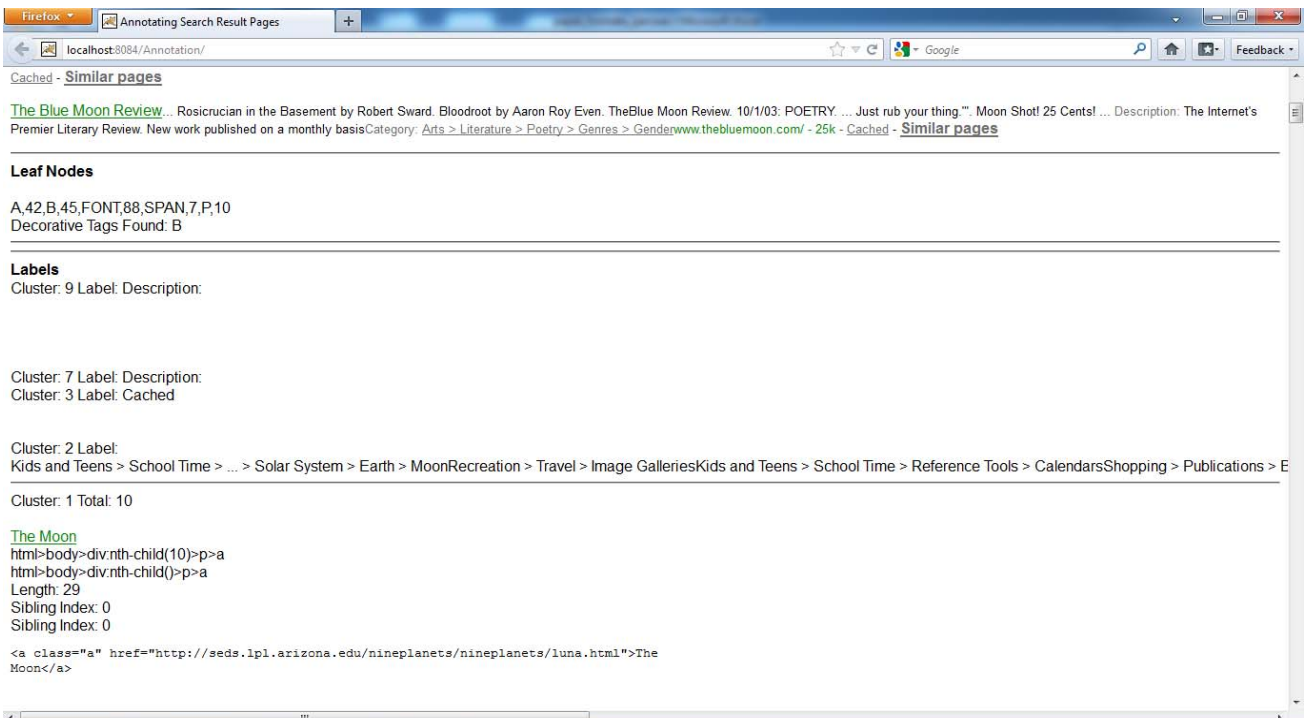 Firefox
Annotating Search Result Pages
+
localhost:8084/Annotation/
Google
Feedback
Cached - Similar pages
The Blue Moon Review... Rosicrucian in the Basement by Robert Sward. Bloodroot by Aaron Roy Even. TheBlue Moon Review. 10/1/03: POETRY. ... Just rub your thing.'". Moon Shot! 25 Cents! ... Description: The Internet's
Premier Literary Review. New work published on a monthly basisCategory: Arts > Literature > Poetry > Genres > Genderwww.thebluemoon.com/ - 25k - Cached - Similar pages
Leaf Nodes
A,42,B,45,FONT,88,SPAN,7,P,10
Decorative Tags Found: B
Labels
Cluster: 9 Label: Description:
Cluster: 7 Label: Description:
Cluster: 3 Label: Cached
Cluster: 2 Label:
Kids and Teens > School Time > ... > Solar System > Earth > MoonRecreation > Travel > Image GalleriesKids and Teens > School Time > Reference Tools > CalendarsShopping > Publications >
Cluster: 1 Total: 10
The Moon
html>body>div:nth-child(10)>p>a
html>body>div:nth-child()>p>a
Length: 29
Sibling Index: 0
Sibling Index: 0
<a class="a" href="http://seds.lpl.arizona.edu/nineplanets/nineplanets/luna.html">The
Moon</a>